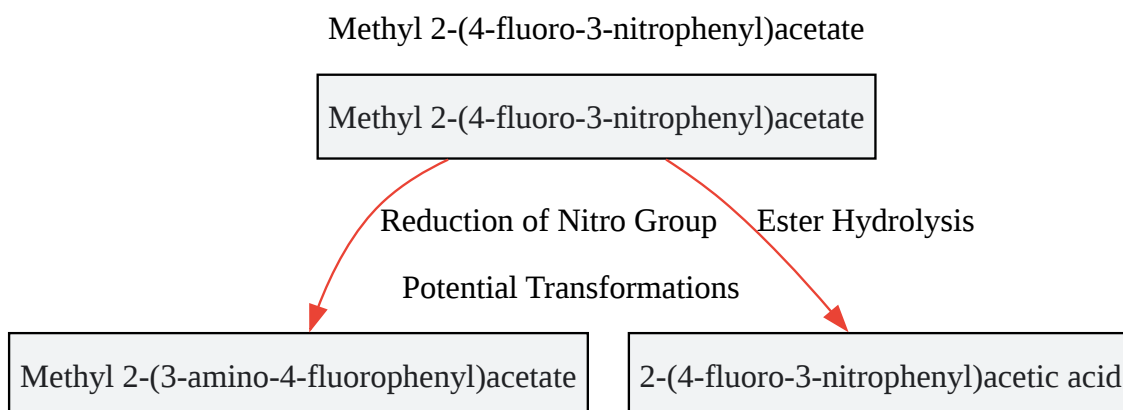 Methyl 2-(4-fluoro-3-nitrophenyl)acetate
Methyl 2-(4-fluoro-3-nitrophenyl)acetate
Reduction of Nitro Group
Ester Hydrolysis
Potential Transformations
Methyl 2-(3-amino-4-fluorophenyl)acetate
2-(4-fluoro-3-nitrophenyl)acetic acid